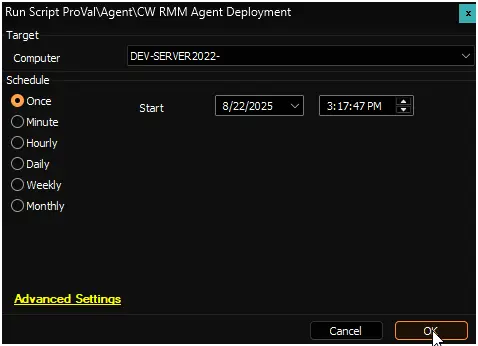 Run Script ProVal\Agent\CW RMM Agent Deployment
x
Target
Computer DEV-SERVER2022-
Schedule
Once Start 8/22/2025 3:17:47 PM
Minute
Hourly
Daily
Weekly
Monthly
Advanced Settings
Cancel OK